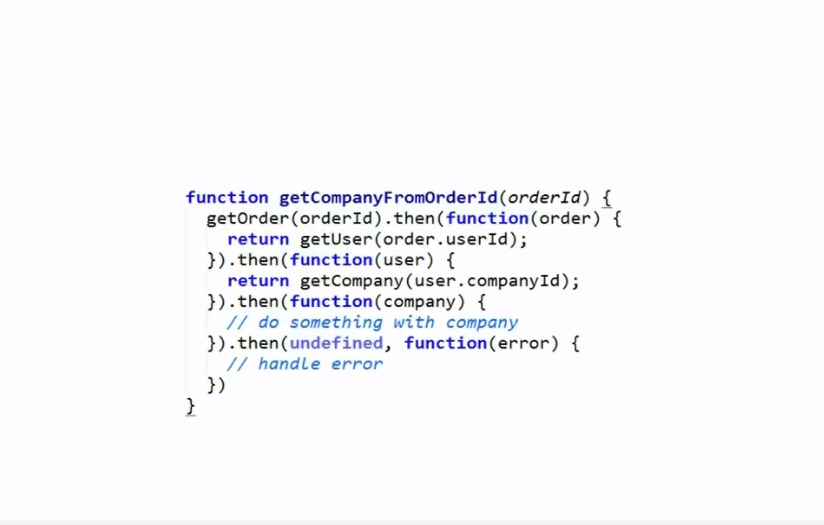 function getCompanyFromOrderId(orderId) {
  getOrder(orderId).then(function(order) {
    return getUser(order.userId);
  }).then(function(user) {
    return getCompany(user.companyId);
  }).then(function(company) {
    // do something with company
  }).then(undefined, function(error) {
    // handle error
  })
}